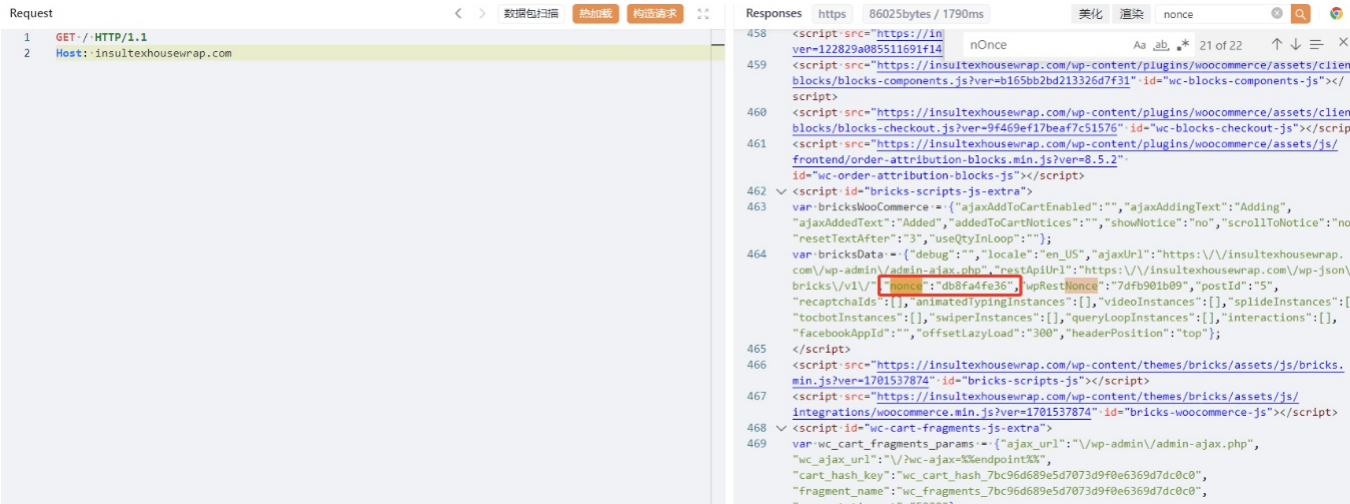 Request
数据包扫描
热加载
构造请求
1 GET / HTTP/1.1
2 Host: insultexhousewrap.com
Responses https 86025bytes / 1790ms
美化
渲染
nonce
nOnce
Aa ab. .* 21 of 22
458 <script src="https://in
ver=122829a085511691f14
459 <script src="https://insultexhousewrap.com/wp-content/plugins/woocommerce/assets/clien
blocks/blocks-components.js?ver=b165bb2bd213326d7f31" id="wc-blocks-components-js"></
script>
460 <script src="https://insultexhousewrap.com/wp-content/plugins/woocommerce/assets/clien
blocks/blocks-checkout.js?ver=9f469ef17beaf7c51576" id="wc-blocks-checkout-js"></scrip
461 <script src="https://insultexhousewrap.com/wp-content/plugins/woocommerce/assets/js/
frontend/order-attribution-blocks.min.js?ver=8.5.2"
id="wc-order-attribution-blocks-js"></script>
462 <script id="bricks-scripts-js-extra">
463 var bricksWooCommerce = {"ajaxAddToCartEnabled":"","ajaxAddingText":"Adding",
"ajaxAddedText":"Added","addedToCartNotices":"","showNotice":"no","scrollToNotice":"no
"resetTextAfter":"3","useQtyInLoop":""};
464 var bricksData = {"debug":"","locale":"en_US","ajaxUrl":"https:\/\/insultexhousewrap.
com\/wp-admin\/admin-ajax.php","restApiUrl":"https:\/\/insultexhousewrap.com\/wp-json\
bricks\/v1\/","nonce":"db8fa4fe36","wpRestNonce":"7dfb901b09","postId":"5",
"recaptchaIds":[],"animatedTypingInstances":[],"videoInstances":[],"splideInstances":[
"tocbotInstances":[],"swiperInstances":[],"queryLoopInstances":[],"interactions":[],
"facebookAppId":"","offsetLazyLoad":"300","headerPosition":"top"};
465 </script>
466 <script src="https://insultexhousewrap.com/wp-content/themes/bricks/assets/js/bricks.
min.js?ver=1701537874" id="bricks-scripts-js"></script>
467 <script src="https://insultexhousewrap.com/wp-content/themes/bricks/assets/js/
integrations/woocommerce.min.js?ver=1701537874" id="bricks-woocommerce-js"></script>
468 <script id="wc-cart-fragments-js-extra">
469 var wc_cart_fragments_params = {"ajax_url":"\/wp-admin\/admin-ajax.php",
"wc_ajax_url":"\/?wc-ajax=%%endpoint%%",
"cart_hash_key":"wc_cart_hash_7bc96d689e5d7073d9f0e6369d7dc0c0",
"fragment_name":"wc_fragments_7bc96d689e5d7073d9f0e6369d7dc0c0",